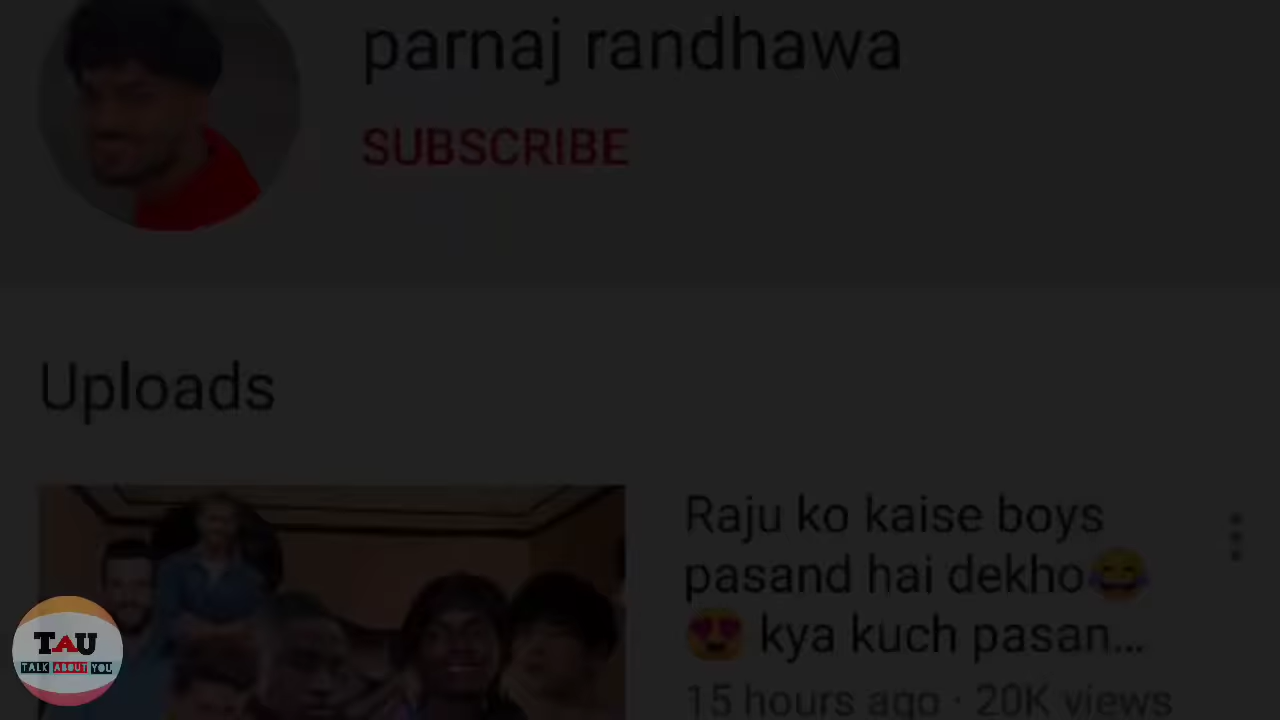 parnaj randhawa
SUBSCRIBE
Uploads
Raju ko kaise boys
pasand hai dekho😂
😍 kya kuch pasan...
15 hours ago · 20K views
TAU
TALK ABOUT YOU